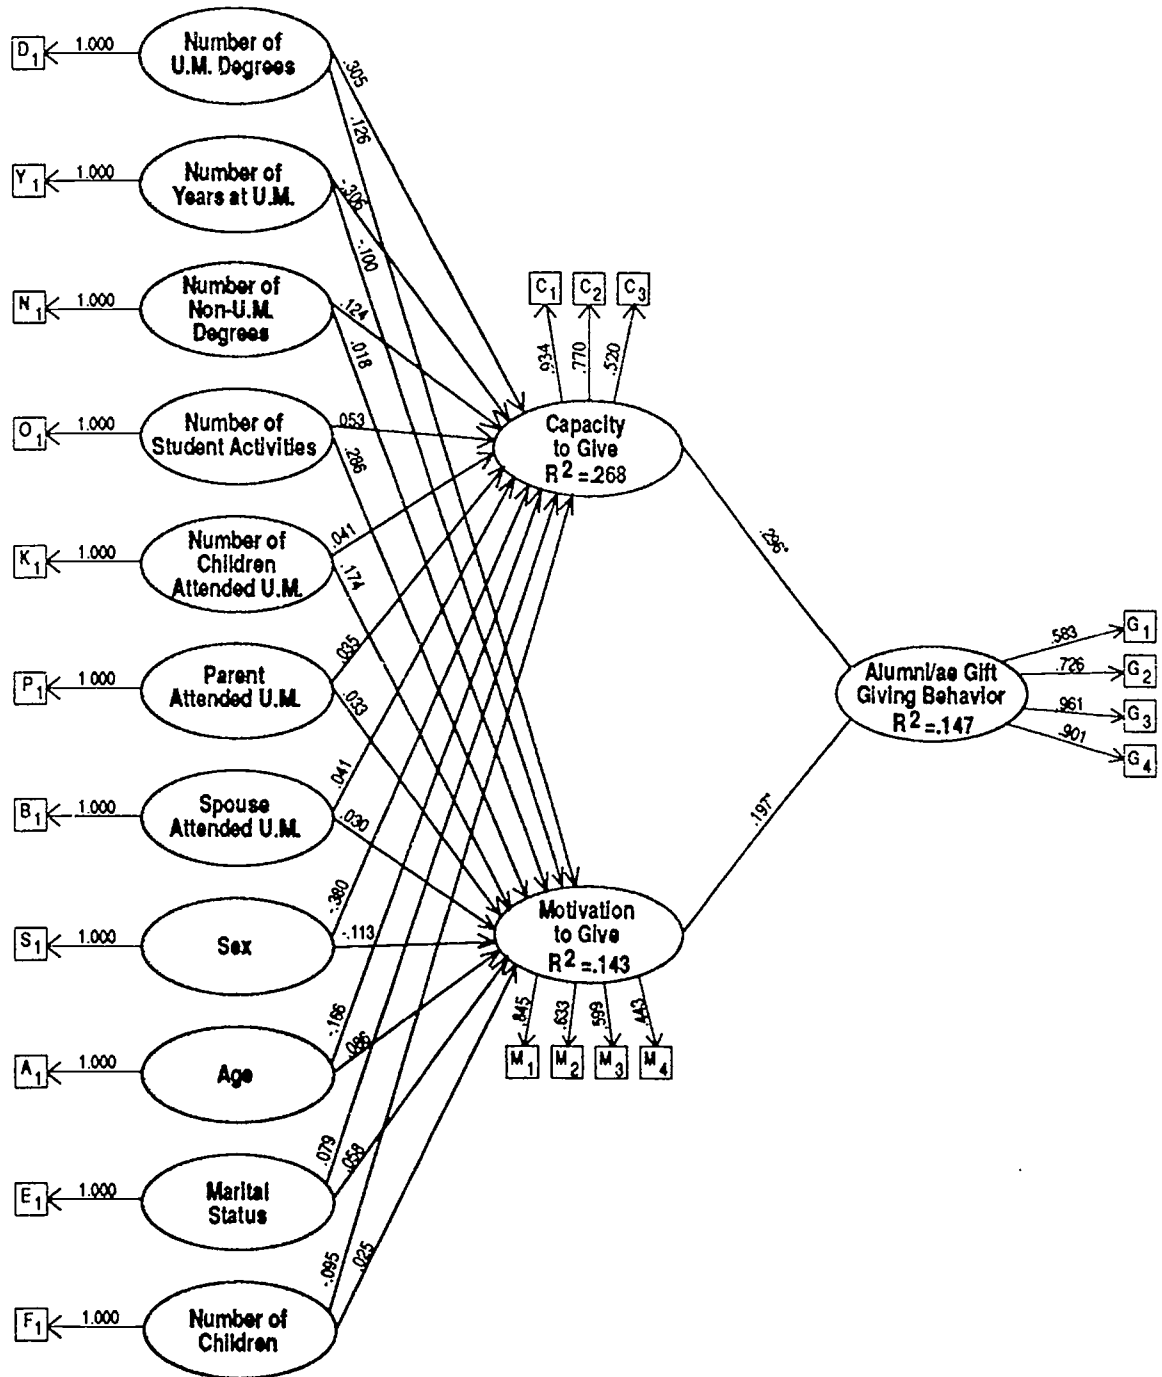 D1 1.000 Number of
U.M. Degrees
.305
.126
Y1 1.000 Number of
Years at U.M.
-.306
-.100
N1 1.000 Number of
Non-U.M.
Degrees
.124
.018
C1 C2 C3
.934 .770 .520
O1 1.000 Number of
Student Activities
.053
.286
Capacity
to Give
R2 =.268
K1 1.000 Number of
Children
Attended U.M.
.041
.174
.296*
P1 1.000 Parent
Attended U.M.
.035
.033
Alumni/ae Gift
Giving Behavior
R2 =.147
.583 G1
.726 G2
.961 G3
.901 G4
B1 1.000 Spouse
Attended U.M.
.041
.030
.197*
S1 1.000 Sex
-.380
-.113
Motivation
to Give
R2 =.143
.845 .633 .599 .443
M1 M2 M3 M4
A1 1.000 Age
-.166
.086
E1 1.000 Marital
Status
.079
.058
F1 1.000 Number of
Children
-.095
.025